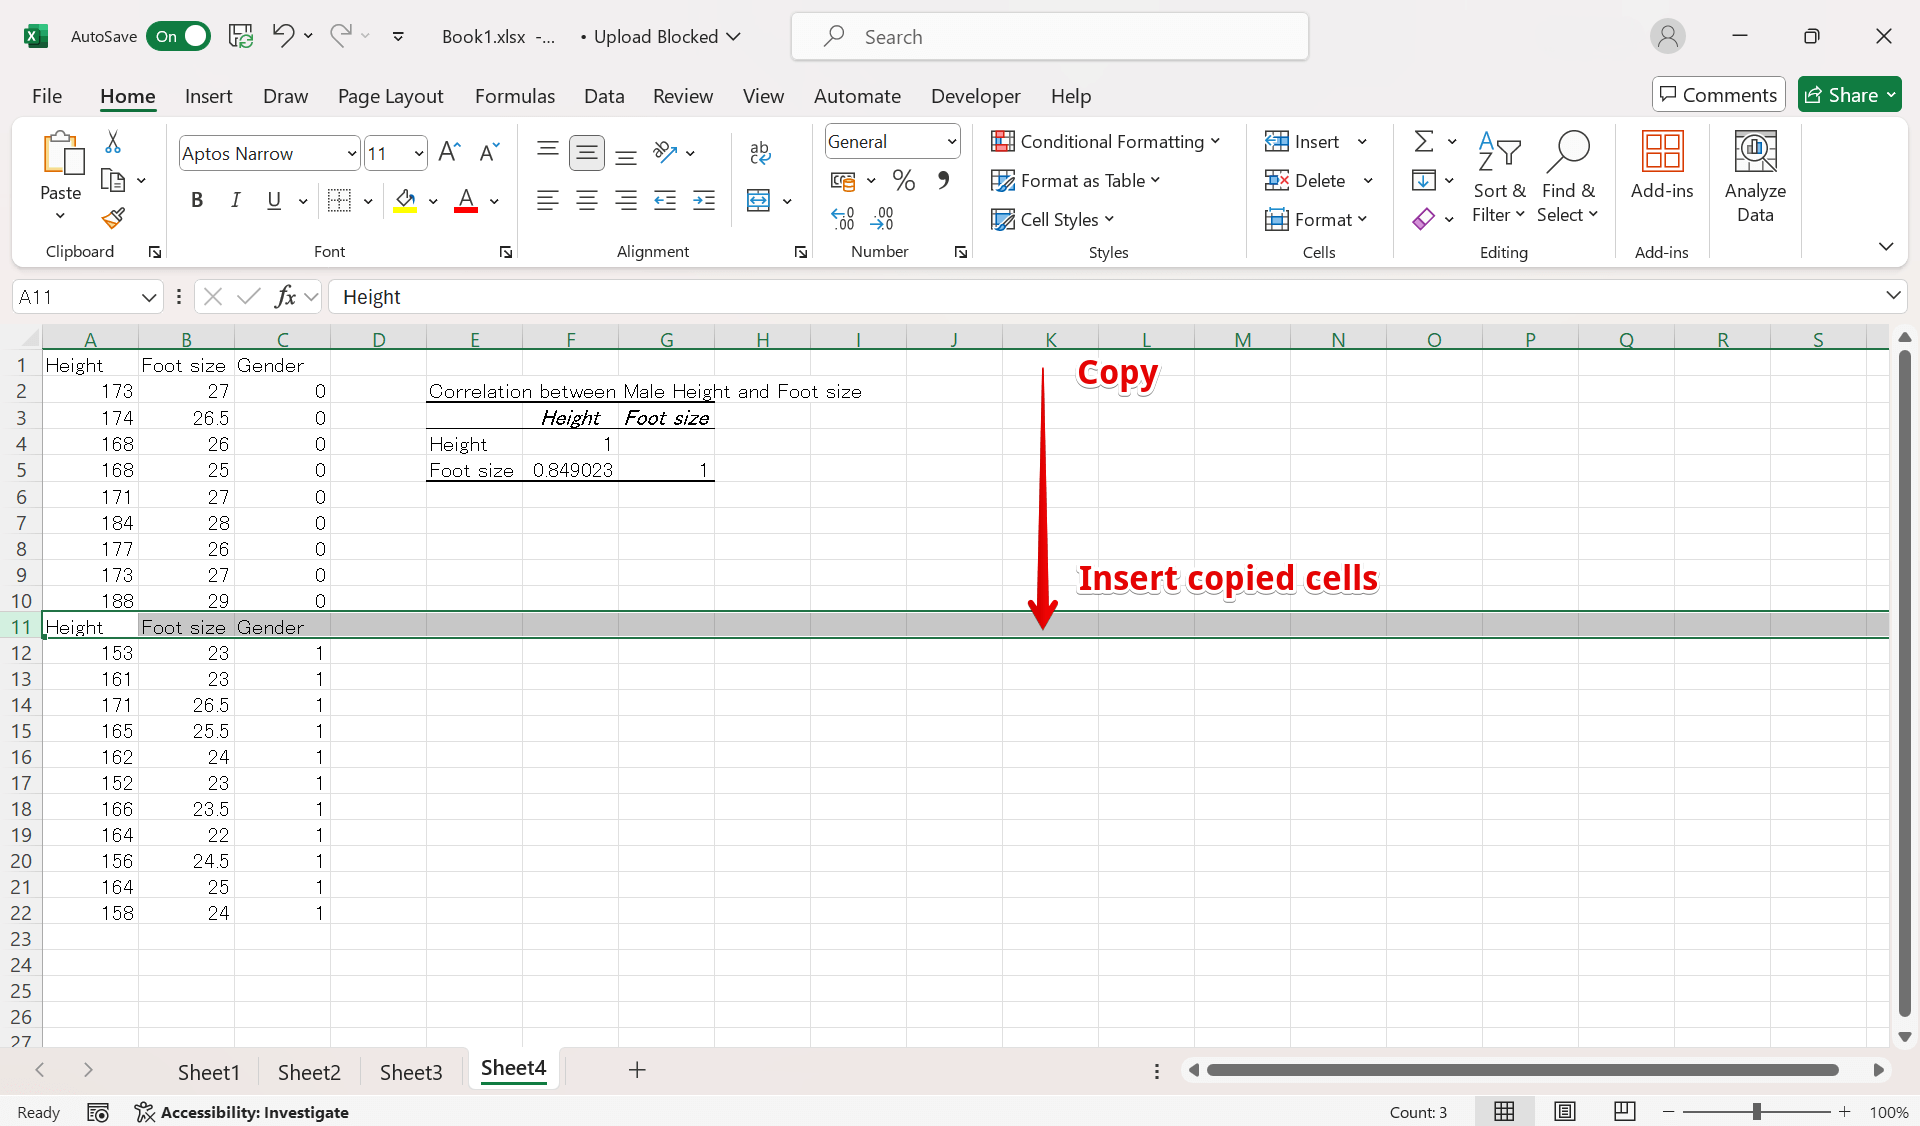 AutoSave On Book1.xlsx -... • Upload Blocked Search
File Home Insert Draw Page Layout Formulas Data Review View Automate Developer Help Comments Share
Paste Aptos Narrow 11 General Conditional Formatting Insert
B I U % Format as Table Delete Sort & Find & Add-ins Analyze
Cell Styles Format Filter Select Data
Clipboard Font Alignment Number Styles Cells Editing Add-ins
A11 fx Height
A B C D E F G H I J K L M N O P Q R S
1 Height Foot size Gender
Copy
2 173 27 0 Correlation between Male Height and Foot size
3 174 26.5 0 Height Foot size
4 168 26 0 Height 1
5 168 25 0 Foot size 0.849023 1
6 171 27 0
7 184 28 0
8 177 26 0
9 173 27 0
Insert copied cells
10 188 29 0
11 Height Foot size Gender
12 153 23 1
13 161 23 1
14 171 26.5 1
15 165 25.5 1
16 162 24 1
17 152 23 1
18 166 23.5 1
19 164 22 1
20 156 24.5 1
21 164 25 1
22 158 24 1
23
24
25
26
27
Sheet1 Sheet2 Sheet3 Sheet4
Ready Accessibility: Investigate Count: 3 100%